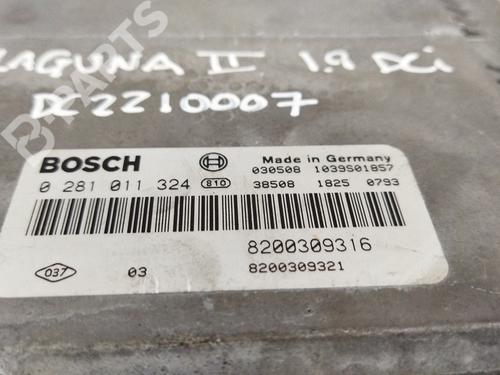 LAGUNA II 1.9 DCi
DC2210007
B-PARTS
BOSCH
Made in Germany
030508 1039S01857
0 281 011 324 810 38508 1825 0793
8200309316
037 03 8200309321